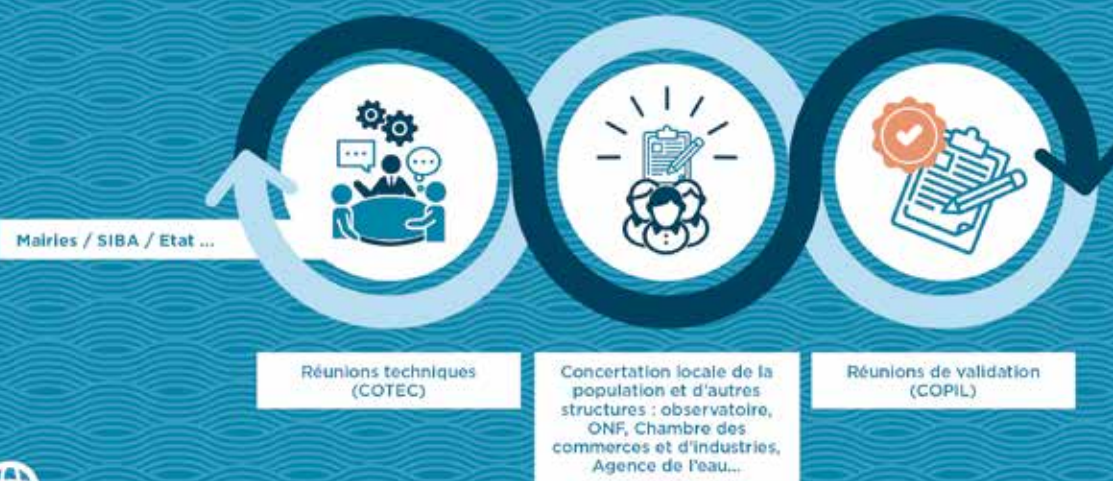 Mairies / SIBA / Etat ...
Réunions techniques
(COTEC)
Concertation locale de la
population et d'autres
structures : observatoire,
ONF, Chambre des
commerces et d'industries,
Agence de l'eau...
Réunions de validation
(COPIL)